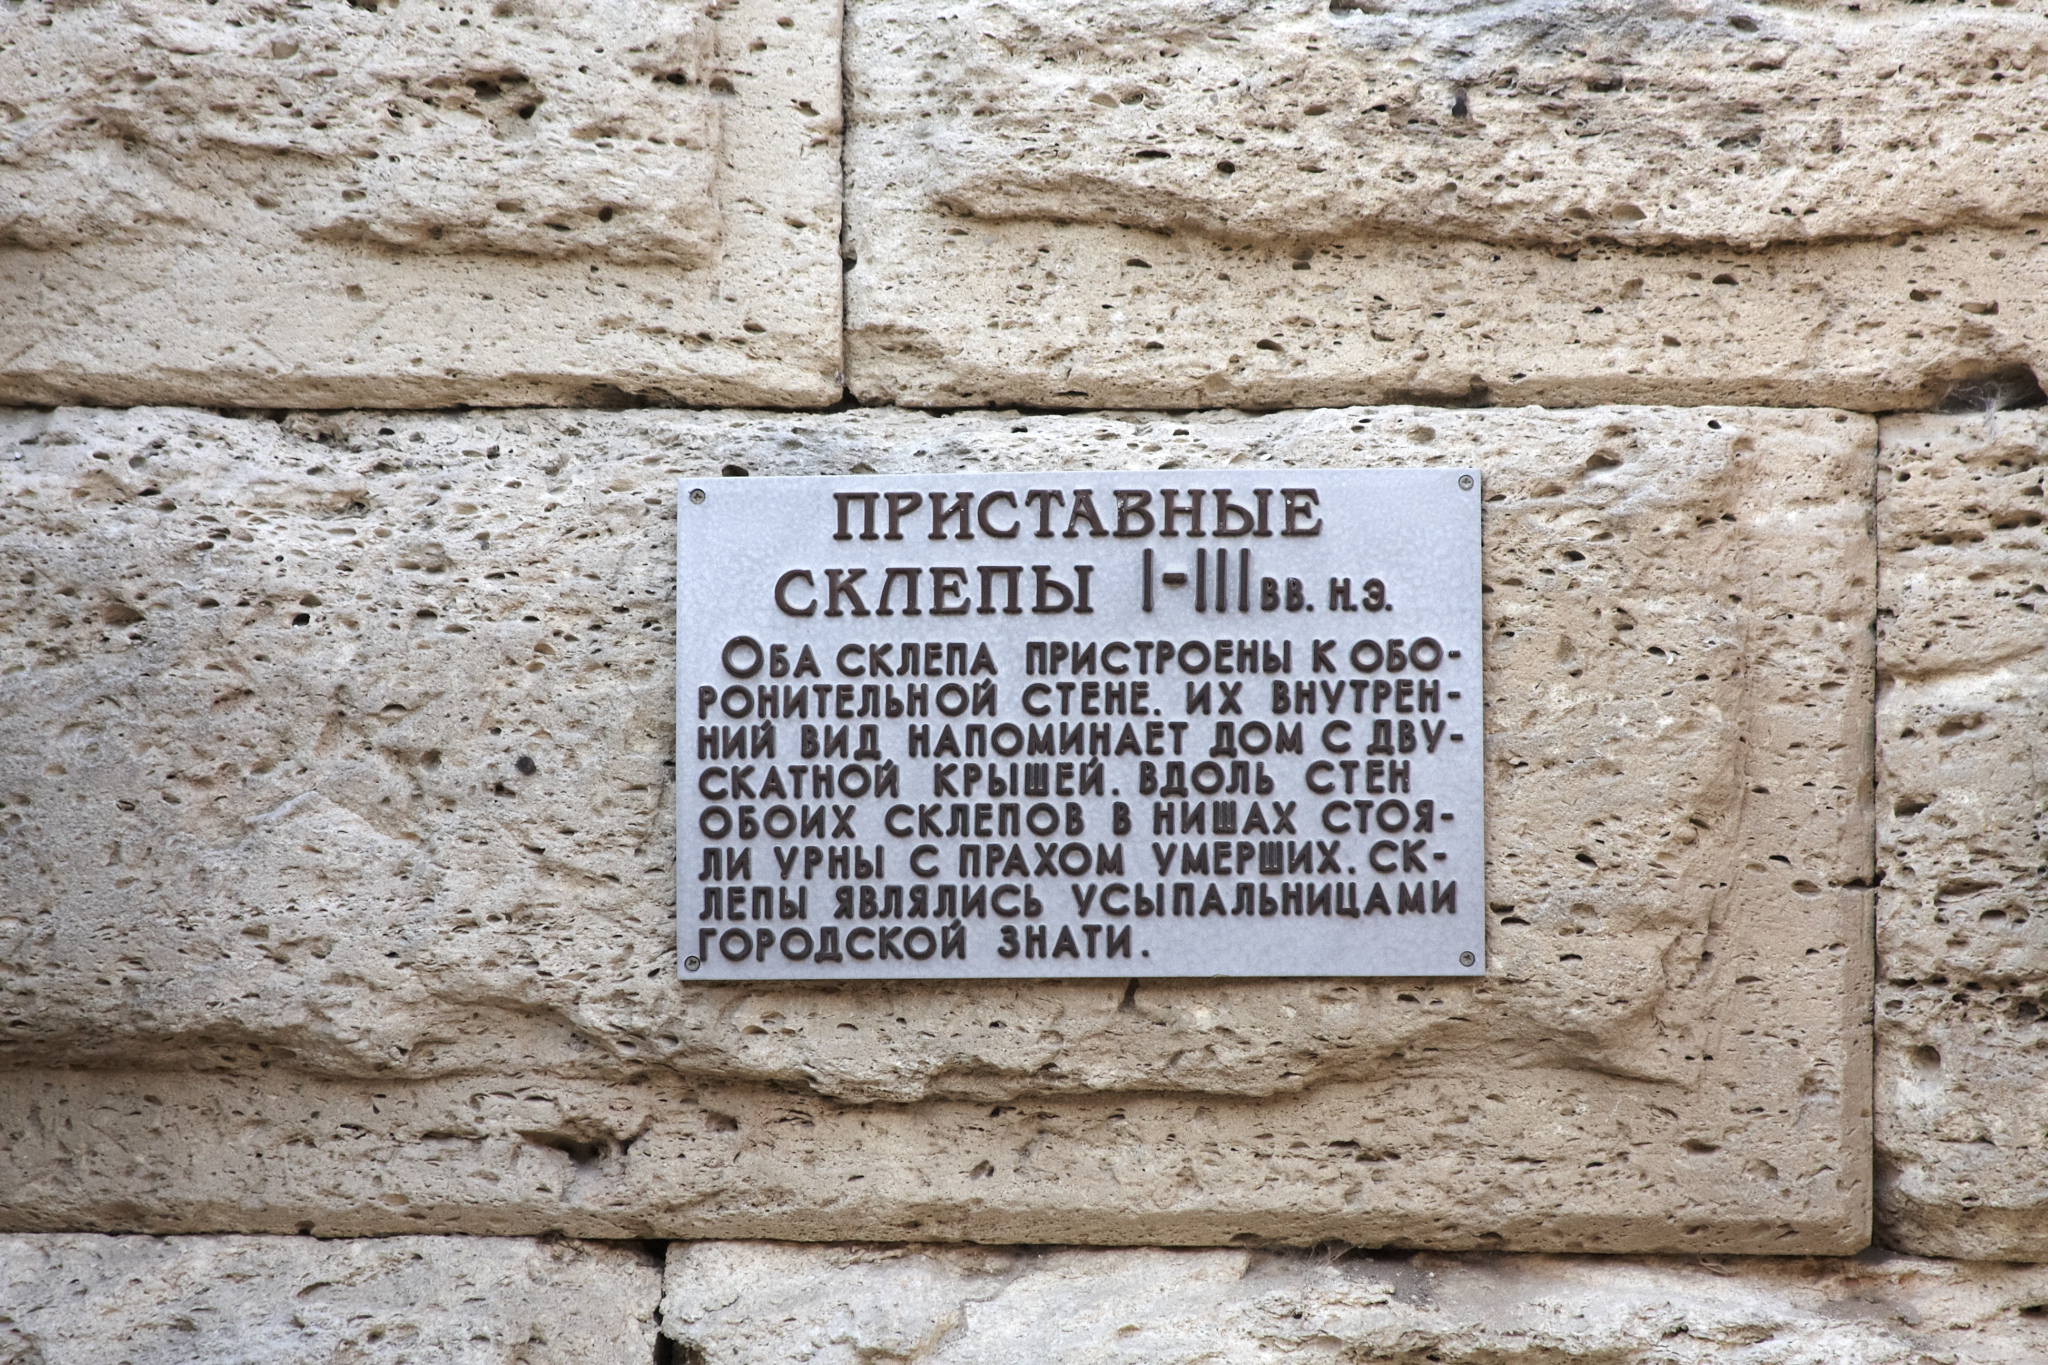 ПРИСТАВНЫЕ
СКЛЕПЫ I-III ВВ. Н.Э.
ОБА СКЛЕПА ПРИСТРОЕНЫ К ОБО-
РОНИТЕЛЬНОЙ СТЕНЕ. ИХ ВНУТРЕН-
НИЙ ВИД НАПОМИНАЕТ ДОМ С ДВУ-
СКАТНОЙ КРЫШЕЙ. ВДОЛЬ СТЕН
ОБОИХ СКЛЕПОВ В НИШАХ СТОЯ-
ЛИ УРНЫ С ПРАХОМ УМЕРШИХ. СК-
ЛЕПЫ ЯВЛЯЛИСЬ УСЫПАЛЬНИЦАМИ
ГОРОДСКОЙ ЗНАТИ.